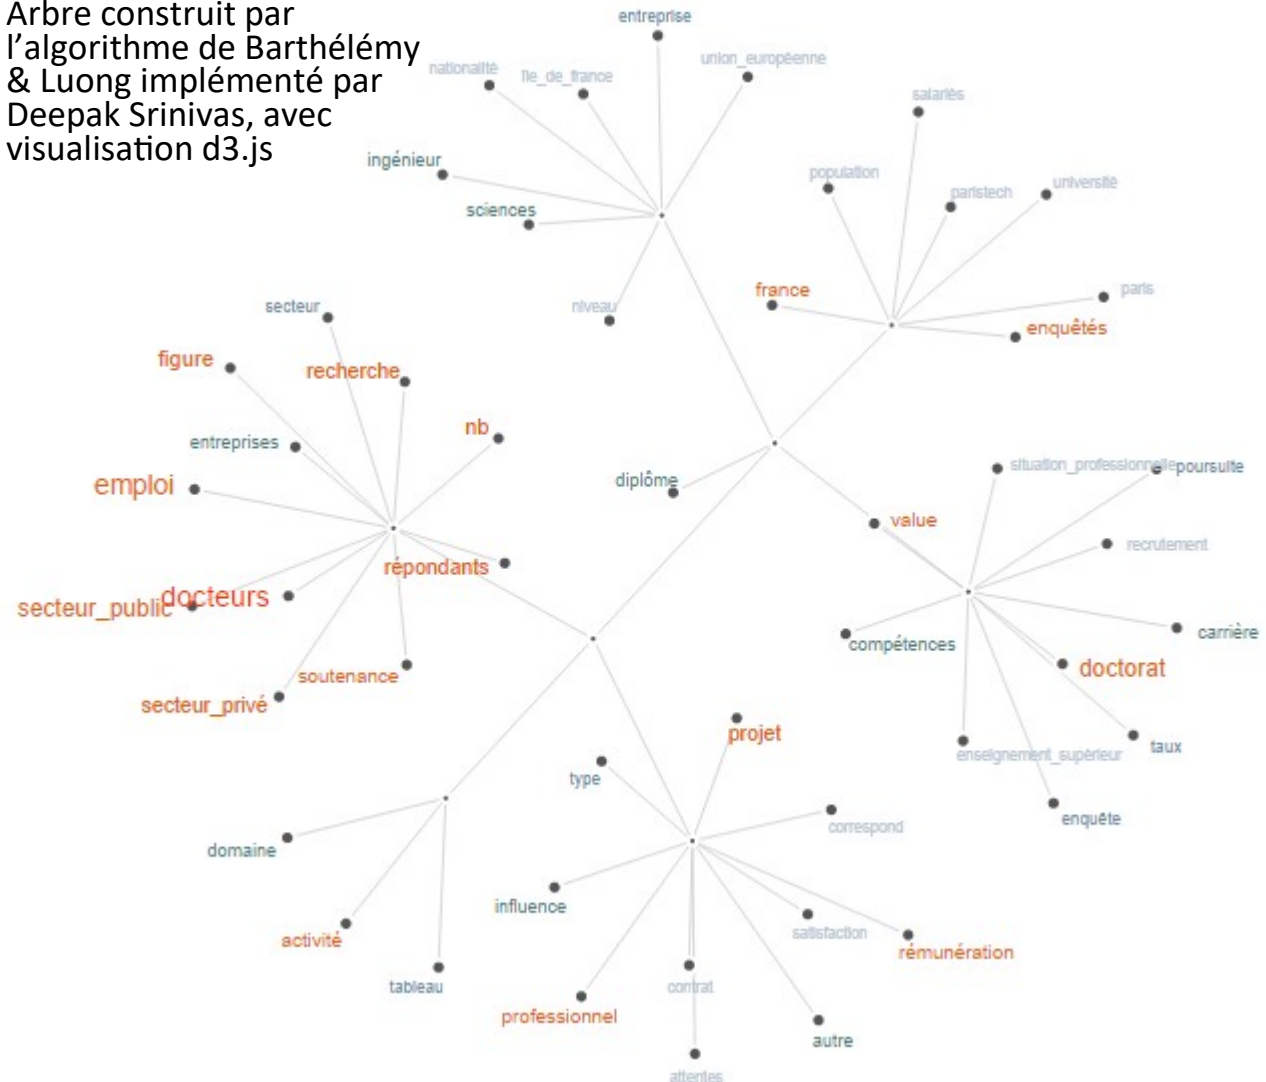 Arbre construit par
l’algorithme de Barthélémy
& Luong implémenté par
Deepak Srinivas, avec
visualisation d3.js
entreprise
union_européenne
nationalité
île_de_france
salariés
ingénieur
population
université
paristech
sciences
france
paris
niveau
enquêtés
secteur
figure
recherche
nb
entreprises
diplôme
situation_professionnelle
poursuite
emploi
value
recrutement
répondants
docteurs
secteur_public
compétences
carrière
doctorat
soutenance
secteur_privé
projet
taux
enseignement_supérieur
type
enquête
correspond
domaine
influence
satisfaction
activité
rémunération
tableau
contrat
professionnel
autre
attentes